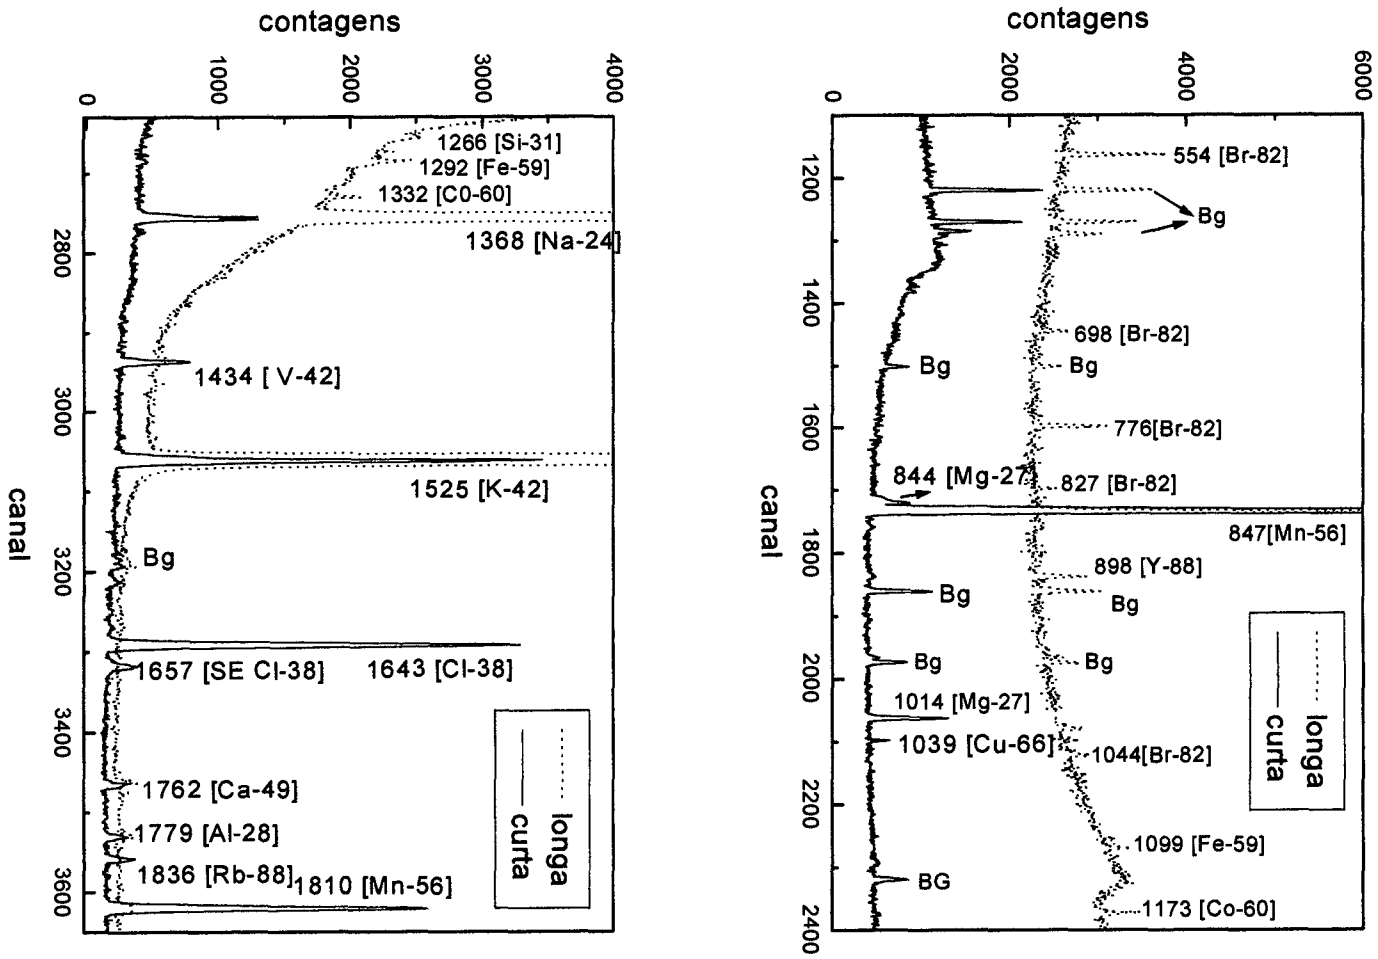 contagens
0
1000
2000
3000
4000
1266 [Si-31]
1292 [Fe-59]
1332 [C0-60]
1368 [Na-24]
1434 [ V-42]
1525 [K-42]
Bg
1657 [SE Cl-38]
1643 [Cl-38]
1762 [Ca-49]
1779 [Al-28]
1836 [Rb-88]
1810 [Mn-56]
2800
3000
3200
3400
3600
canal
longa
curta
contagens
0
2000
4000
6000
554 [Br-82]
Bg
698 [Br-82]
Bg
Bg
776[Br-82]
844 [Mg-27
827 [Br-82]
847[Mn-56]
898 [Y-88]
Bg
Bg
Bg
Bg
1014 [Mg-27]
1039 [Cu-66]
1044[Br-82]
1099 [Fe-59]
BG
1173 [Co-60]
1200
1400
1600
1800
2000
2200
2400
canal
longa
curta